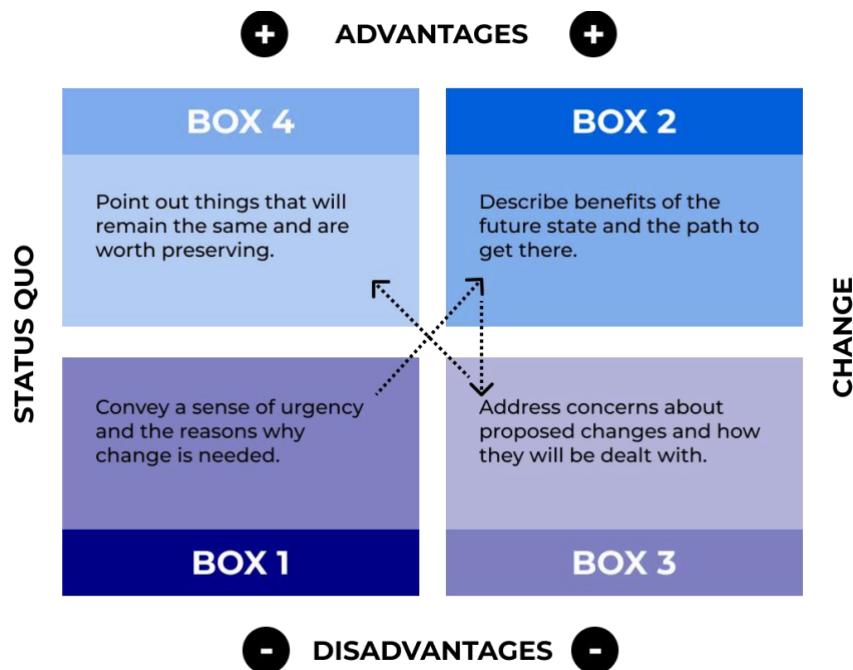 + ADVANTAGES +
BOX 4
Point out things that will
remain the same and are
worth preserving.
BOX 2
Describe benefits of the
future state and the path to
get there.
STATUS QUO
CHANGE
Convey a sense of urgency
and the reasons why
change is needed.
BOX 1
Address concerns about
proposed changes and how
they will be dealt with.
BOX 3
- DISADVANTAGES -